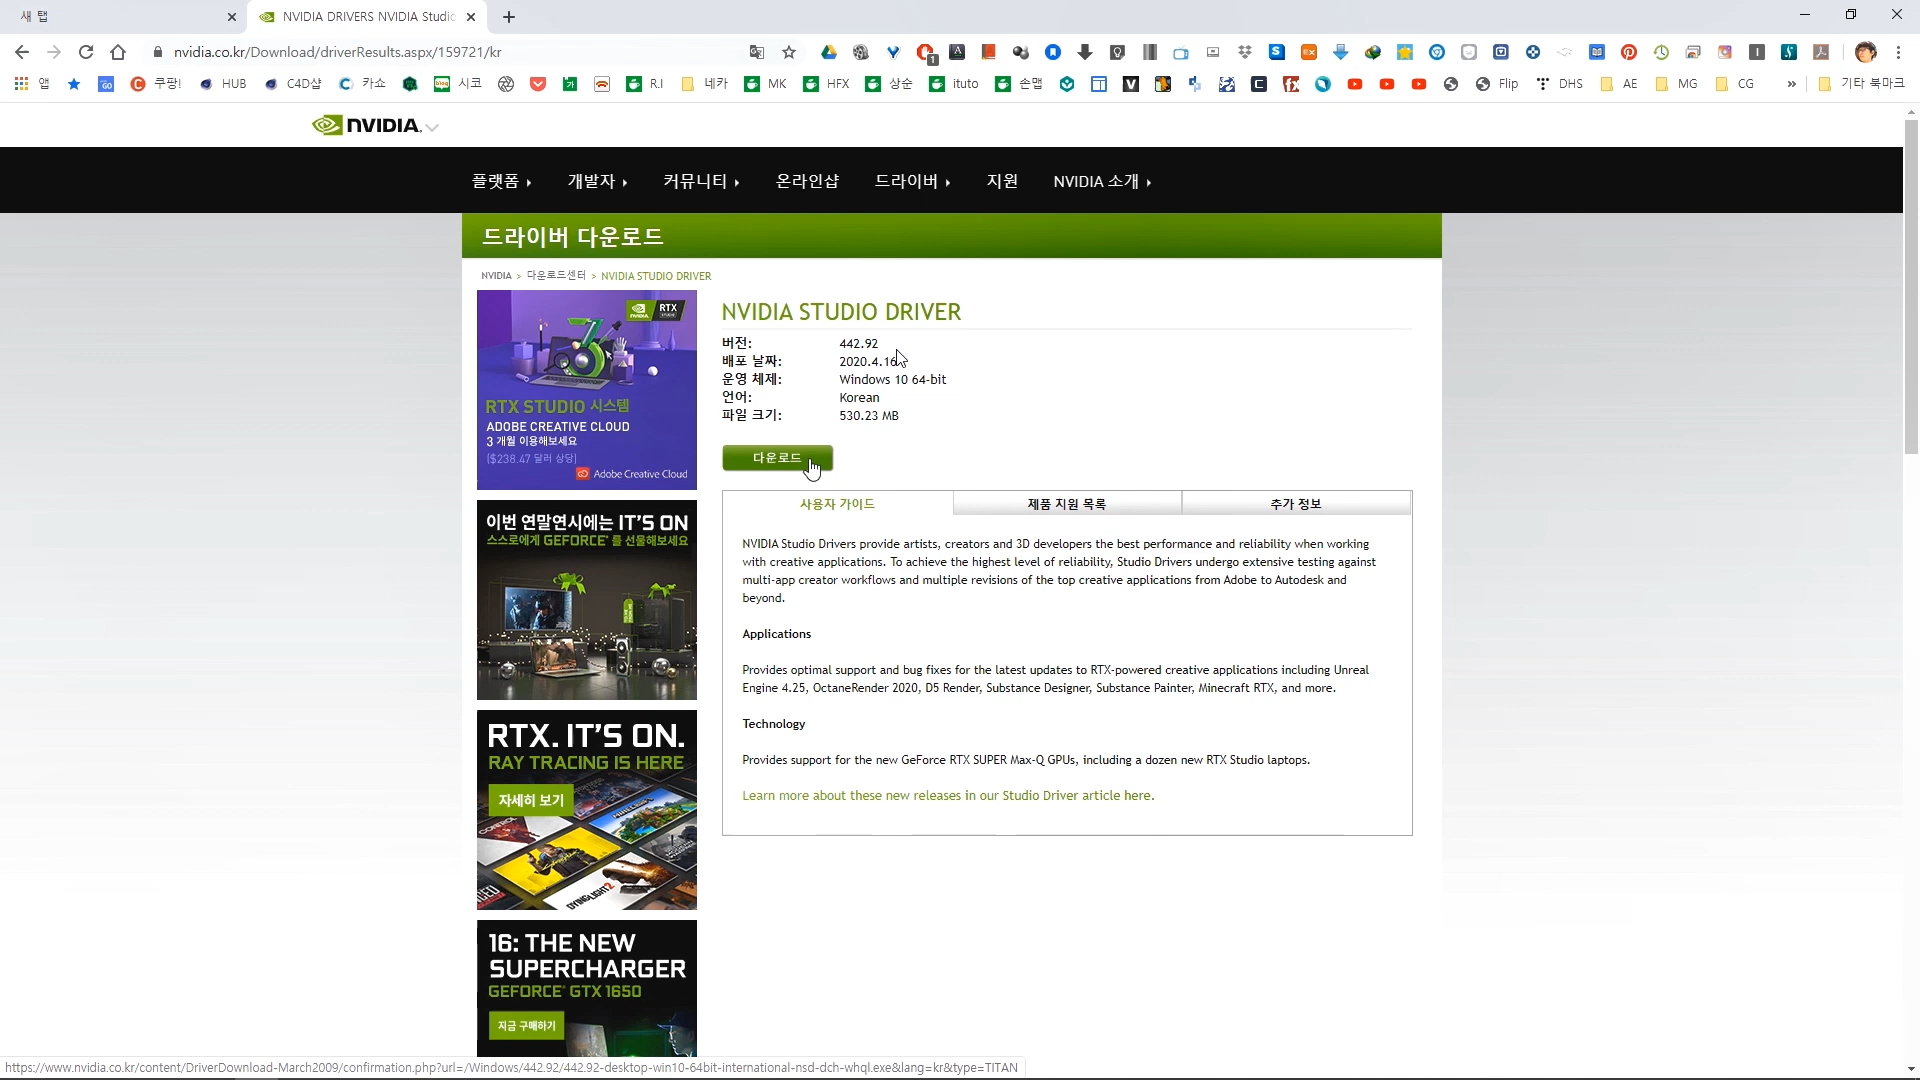 새 탭
NVIDIA DRIVERS NVIDIA Studio
nvidia.co.kr/Download/driverResults.aspx/159721/kr
앱
쿠팡!
HUB
C4D샵
카쇼
시코
R.I
네카
MK
HFX
상순
ituto
손맵
Flip
DHS
AE
MG
CG
»
기타 북마크
NVIDIA.
플랫폼
개발자
커뮤니티
온라인샵
드라이버
지원
NVIDIA 소개
드라이버 다운로드
NVIDIA > 다운로드센터 > NVIDIA STUDIO DRIVER
NVIDIA STUDIO DRIVER
버전: 442.92
배포 날짜: 2020.4.16
운영 체제: Windows 10 64-bit
언어: Korean
파일 크기: 530.23 MB
다운로드
사용자 가이드
제품 지원 목록
추가 정보
NVIDIA Studio Drivers provide artists, creators and 3D developers the best performance and reliability when working
with creative applications. To achieve the highest level of reliability, Studio Drivers undergo extensive testing against
multi-app creator workflows and multiple revisions of the top creative applications from Adobe to Autodesk and
beyond.
Applications
Provides optimal support and bug fixes for the latest updates to RTX-powered creative applications including Unreal
Engine 4.25, OctaneRender 2020, D5 Render, Substance Designer, Substance Painter, Minecraft RTX, and more.
Technology
Provides support for the new GeForce RTX SUPER Max-Q GPUs, including a dozen new RTX Studio laptops.
Learn more about these new releases in our Studio Driver article here.
NVIDIA
RTX
STUDIO
RTX STUDIO 시스템
ADOBE CREATIVE CLOUD
3 개월 이용해보세요
($238.47 달러 상당)
Adobe Creative Cloud
이번 연말연시에는 IT'S ON
스스로에게 GEFORCE® 를 선물해보세요
RTX. IT'S ON.
RAY TRACING IS HERE
자세히 보기
CONTROL
MINECRAFT
DYING LIGHT 2
16: THE NEW
SUPERCHARGER
GEFORCE® GTX 1650
지금 구매하기
https://www.nvidia.co.kr/content/DriverDownload-March2009/confirmation.php?url=/Windows/442.92/442.92-desktop-win10-64bit-international-nsd-dch-whql.exe&lang=kr&type=TITAN